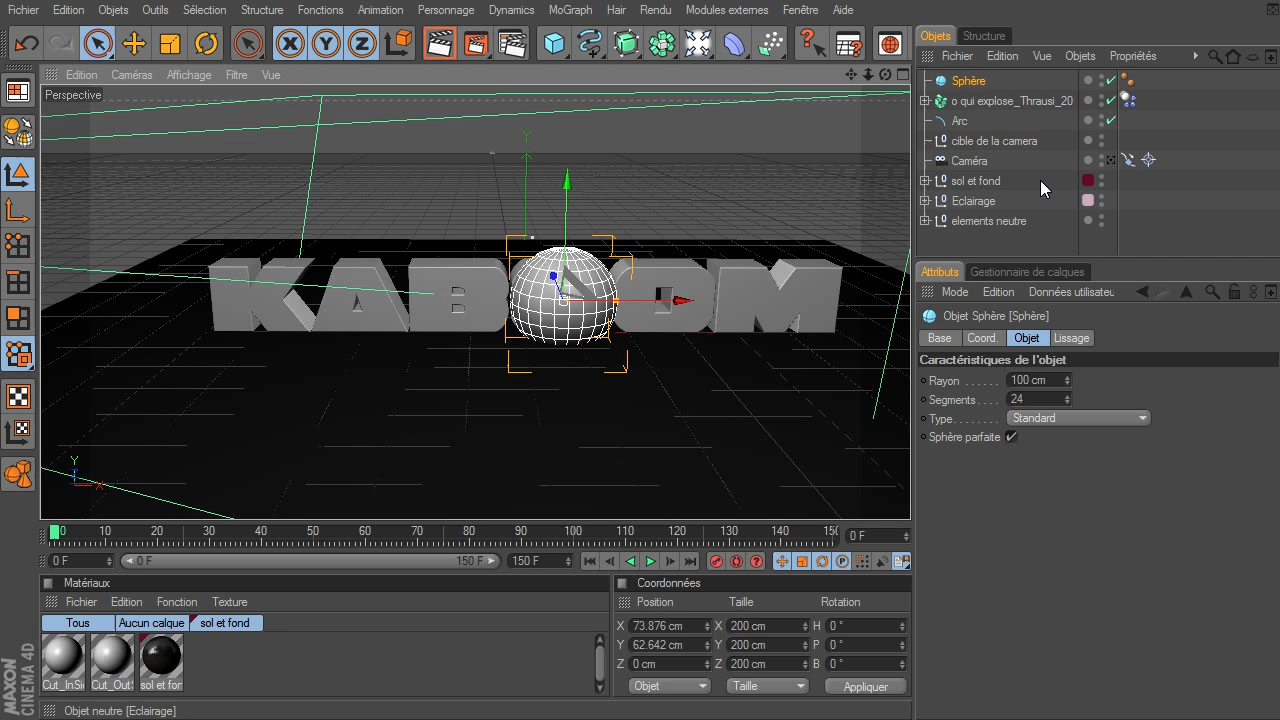 Fichier Edition Objets Outils Sélection Structure Fonctions Animation Personnage Dynamics MoGraph Hair Rendu Modules externes Fenêtre Aide
X Y Z
Edition Caméras Affichage Filtre Vue
Perspective
Y
KABOOM
Y
X
0 10 20 30 40 50 60 70 80 90 100 110 120 130 140 150
0 F
0 F
0 F 150 F
150 F
Matériaux
Fichier Edition Fonction Texture
Tous Aucun calque sol et fond
Cut_InSi Cut_OutS sol et for
MAXON
CINEMA 4D
Objet neutre [Eclairage]
Coordonnées
Position Taille Rotation
X 73.876 cm X 200 cm H 0 °
Y 62.642 cm Y 200 cm P 0 °
Z 0 cm Z 200 cm B 0 °
Objet Taille Appliquer
Objets Structure
Fichier Edition Vue Objets Propriétés
Sphère
o qui explose_Thrausi_20
Arc
cible de la camera
Caméra
sol et fond
Eclairage
elements neutre
Attributs Gestionnaire de calques
Mode Edition Données utilisateu
Objet Sphère [Sphère]
Base Coord. Objet Lissage
Caractéristiques de l'objet
Rayon . . . . . . 100 cm
Segments . . . . 24
Type. . . . . . . . Standard
Sphère parfaite